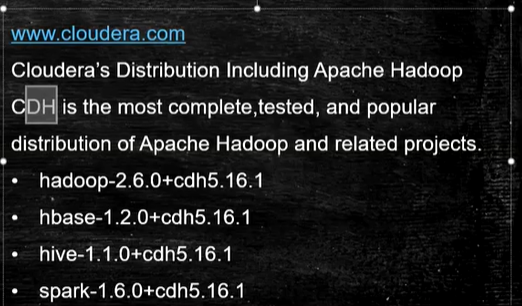 www.cloudera.com
Cloudera's Distribution Including Apache Hadoop
CDH is the most complete,tested, and popular
distribution of Apache Hadoop and related projects.
• hadoop-2.6.0+cdh5.16.1
• hbase-1.2.0+cdh5.16.1
• hive-1.1.0+cdh5.16.1
• spark-1.6.0+cdh5.16.1